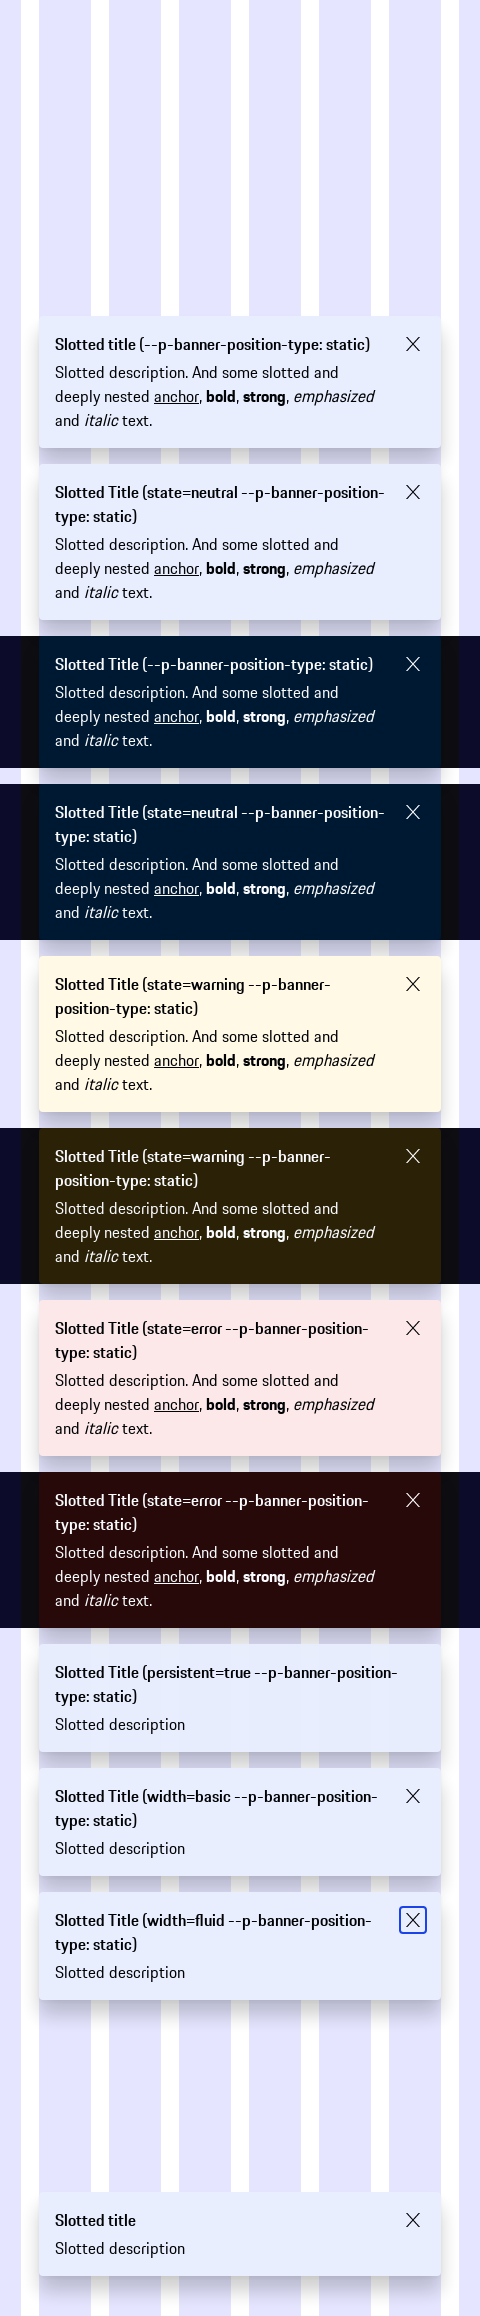 Slotted title (--p-banner-position-type: static)
Slotted description. And some slotted and
deeply nested anchor, bold, strong, emphasized
and italic text.
Slotted Title (state=neutral --p-banner-position-
type: static)
Slotted description. And some slotted and
deeply nested anchor, bold, strong, emphasized
and italic text.
Slotted Title (--p-banner-position-type: static)
Slotted description. And some slotted and
deeply nested anchor, bold, strong, emphasized
and italic text.
Slotted Title (state=neutral --p-banner-position-
type: static)
Slotted description. And some slotted and
deeply nested anchor, bold, strong, emphasized
and italic text.
Slotted Title (state=warning --p-banner-
position-type: static)
Slotted description. And some slotted and
deeply nested anchor, bold, strong, emphasized
and italic text.
Slotted Title (state=warning --p-banner-
position-type: static)
Slotted description. And some slotted and
deeply nested anchor, bold, strong, emphasized
and italic text.
Slotted Title (state=error --p-banner-position-
type: static)
Slotted description. And some slotted and
deeply nested anchor, bold, strong, emphasized
and italic text.
Slotted Title (state=error --p-banner-position-
type: static)
Slotted description. And some slotted and
deeply nested anchor, bold, strong, emphasized
and italic text.
Slotted Title (persistent=true --p-banner-position-
type: static)
Slotted description
Slotted Title (width=basic --p-banner-position-
type: static)
Slotted description
Slotted Title (width=fluid --p-banner-position-
type: static)
Slotted description
Slotted title
Slotted description